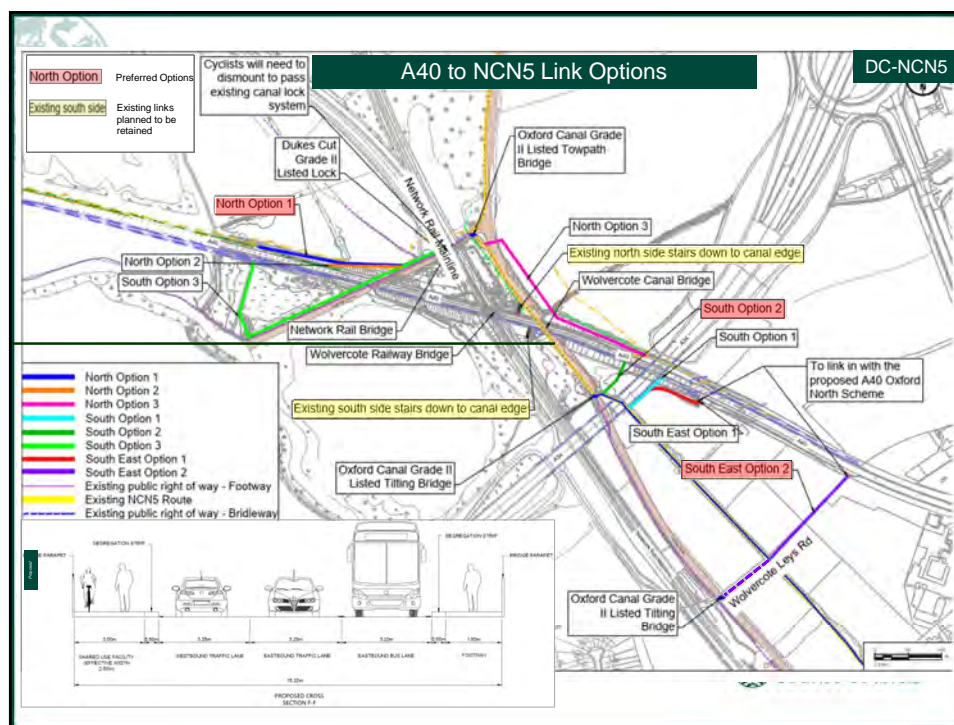 A40 to NCN5 Link Options
DC-NCN5
North Option
Preferred Options
Existing south side
Existing links
planned to be
retained
Cyclists will need to
dismount to pass
existing canal lock
system
Dukes Cut
Grade II
Listed Lock
Network Rail Mainline
Oxford Canal Grade
II Listed Towpath
Bridge
North Option 1
North Option 3
Existing north side stairs down to canal edge
North Option 2
South Option 3
Wolvercote Canal Bridge
South Option 2
Network Rail Bridge
South Option 1
Wolvercote Railway Bridge
To link in with the
proposed A40 Oxford
North Scheme
Existing south side stairs down to canal edge
South East Option 1
Oxford Canal Grade II
Listed Tilting Bridge
South East Option 2
Wolvercote Leys Rd
Oxford Canal Grade
II Listed Tilting
Bridge
North Option 1
North Option 2
North Option 3
South Option 1
South Option 2
South Option 3
South East Option 1
South East Option 2
Existing public right of way - Footway
Existing NCN5 Route
Existing public right of way - Bridleway
SEGREGATION STRIP
SEGREGATION STRIP
BRIDGE PARAPET
Proposed
SHARED USE FACILITY
(EFFECTIVE WIDTH
WESTBOUND TRAFFIC LANE
EASTBOUND TRAFFIC LANE
EASTBOUND BUS LANE
FOOTWAY
PROPOSED CROSS
SECTION F-F